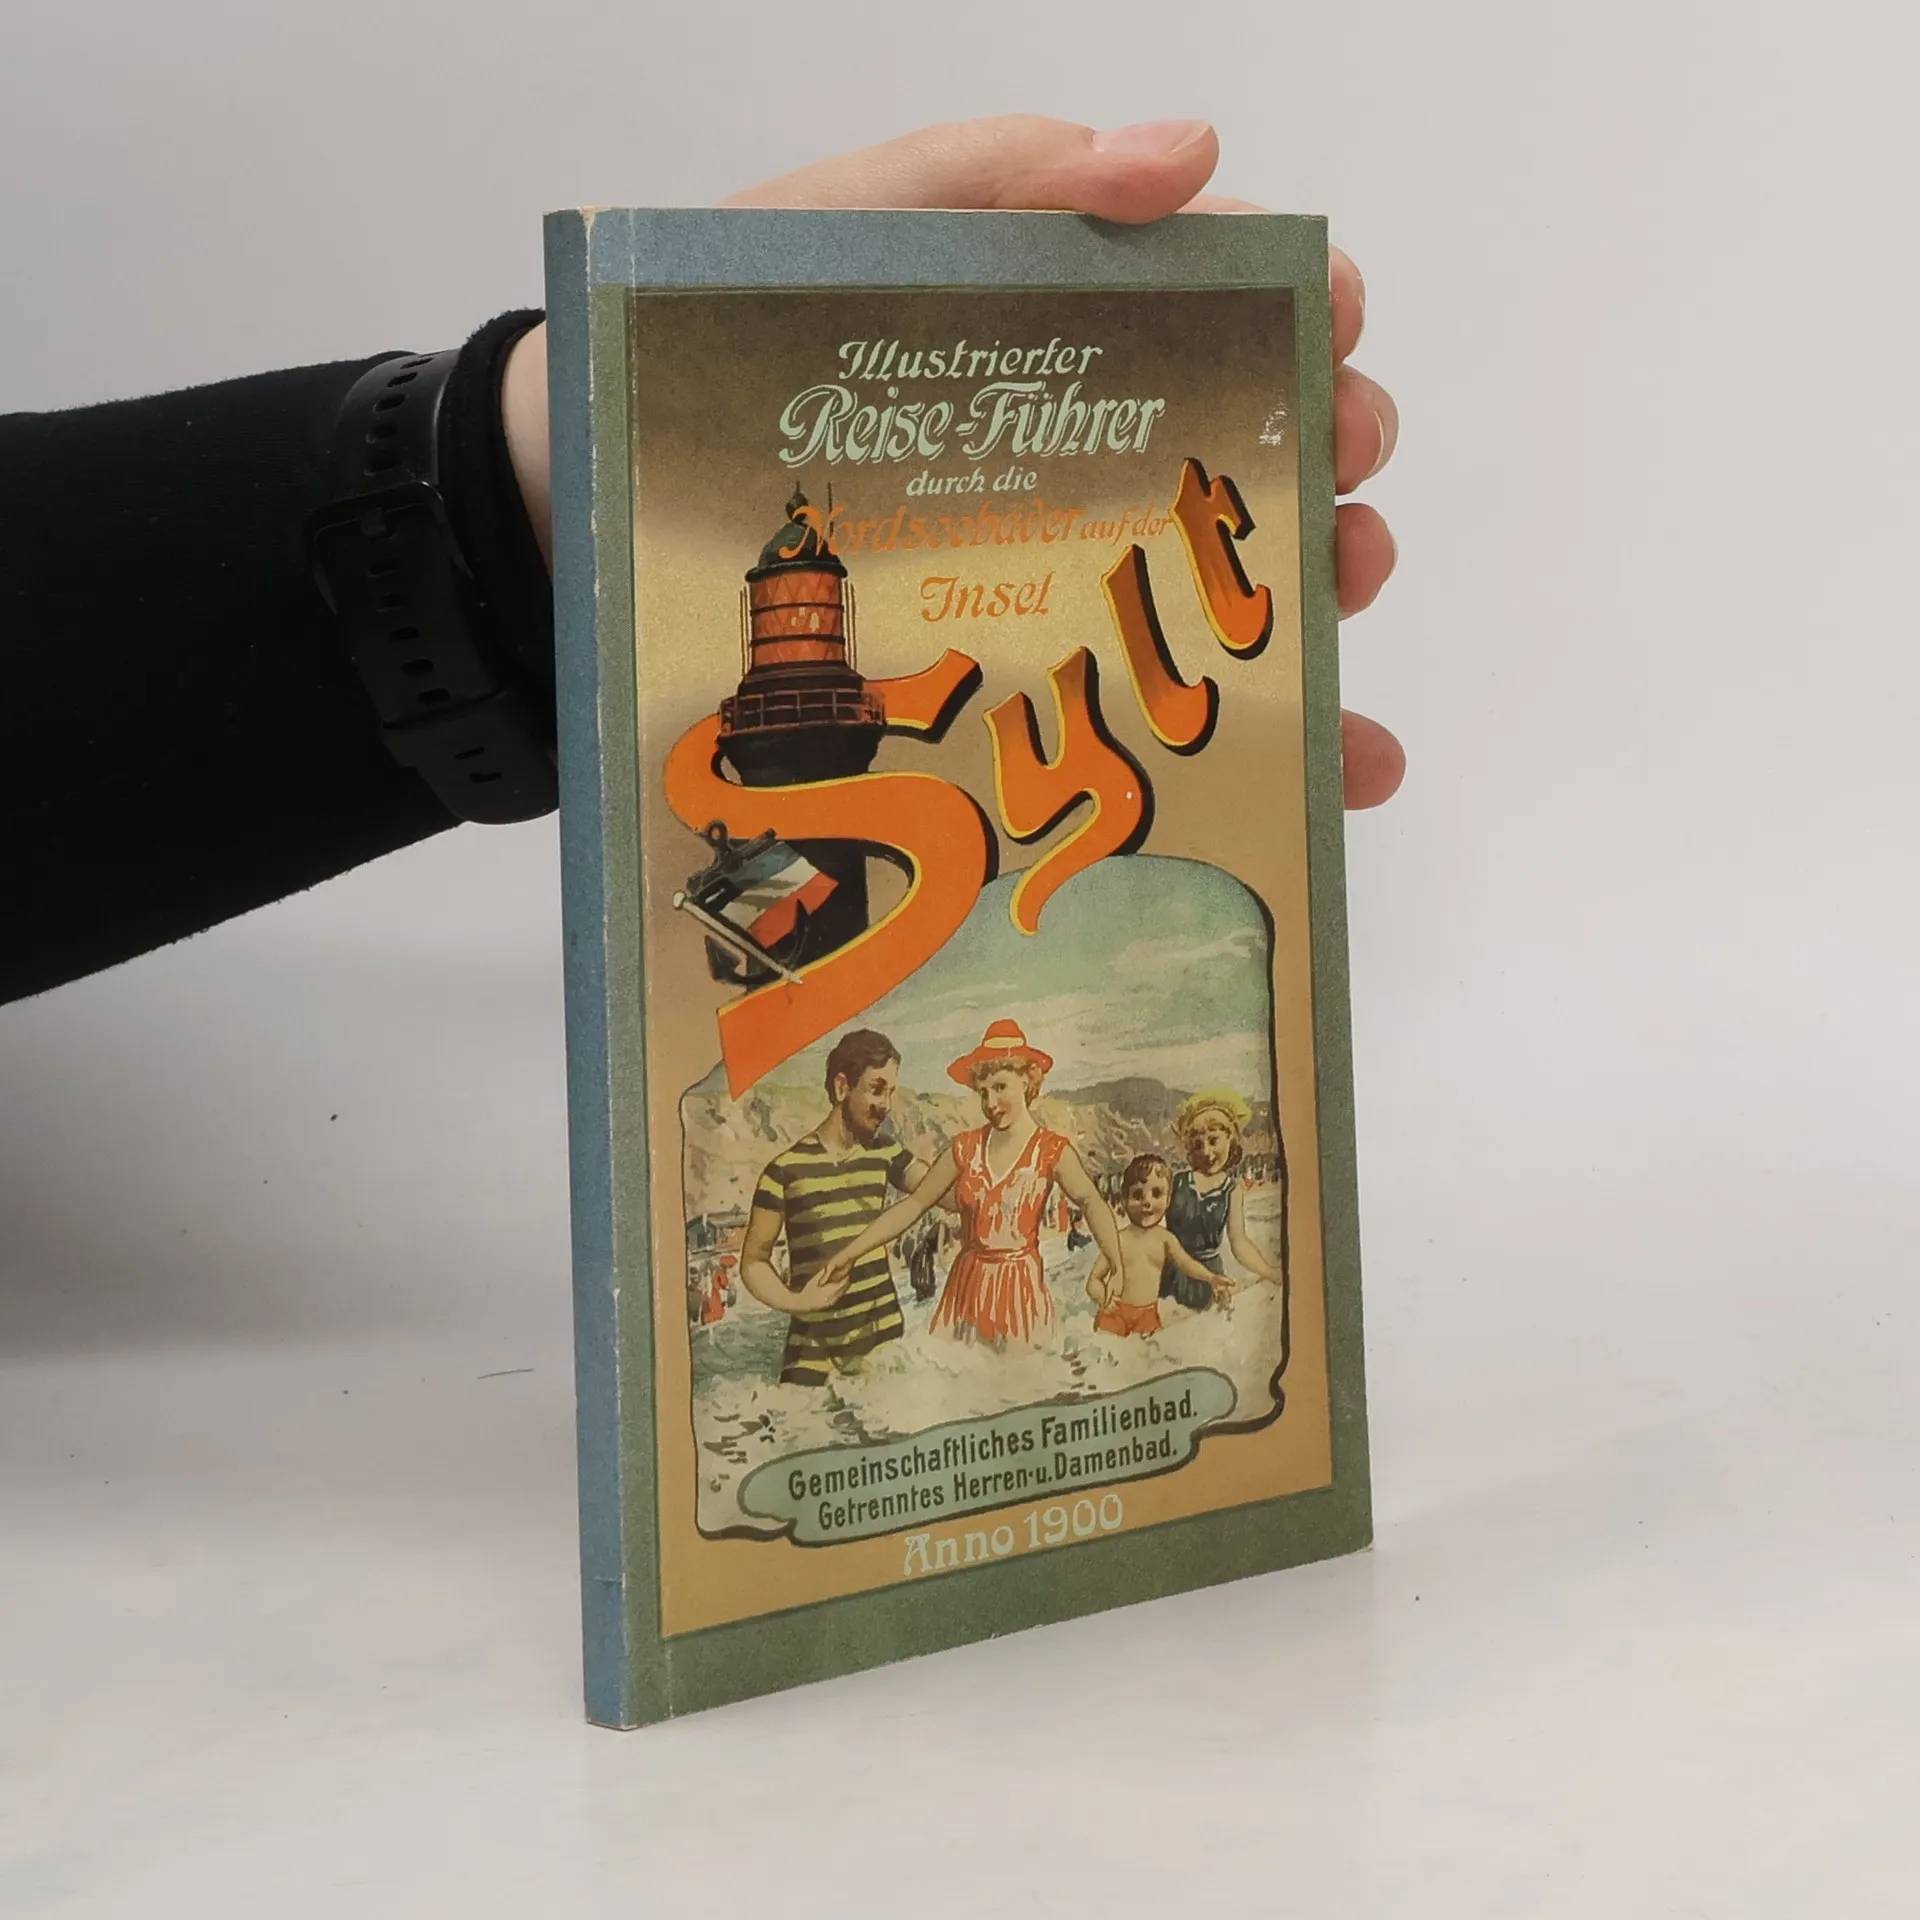 Illustrierter
Reise-Führer
durch die
Nordseebäder auf der
Insel
Sylt
Gemeinschaftliches Familienbad.
Getrenntes Herren-u.Damenbad.
Anno 1900